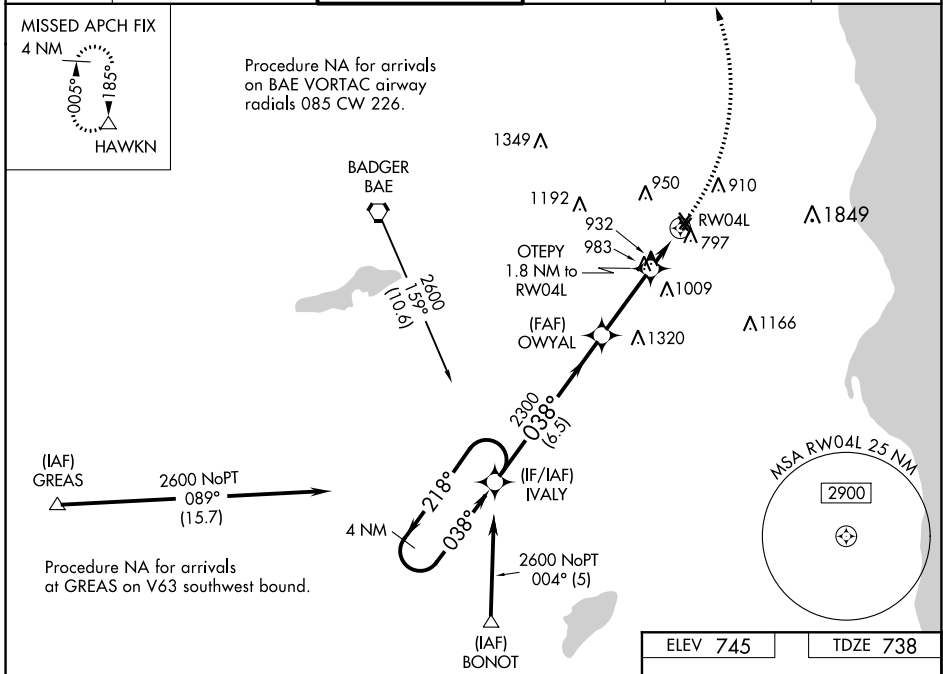 MISSED APCH FIX
4 NM
005°
185°
HAWKN
Procedure NA for arrivals
on BAE VORTAC airway
radials 085 CW 226.
1349
BADGER
BAE
1192
950
910
1849
932
983
RW04L
797
OTEPY
1.8 NM to
RW04L
1009
2600
159°
(10.6)
(FAF)
OWYAL
1320
1166
2300
038°
(6.5)
(IAF)
GREAS
2600 NoPT
089°
(15.7)
218°
038°
4 NM
(IF/IAF)
IVALY
MSA RW04L 25 NM
2900
Procedure NA for arrivals
at GREAS on V63 southwest bound.
2600 NoPT
004° (5)
(IAF)
BONOT
ELEV 745
TDZE 738